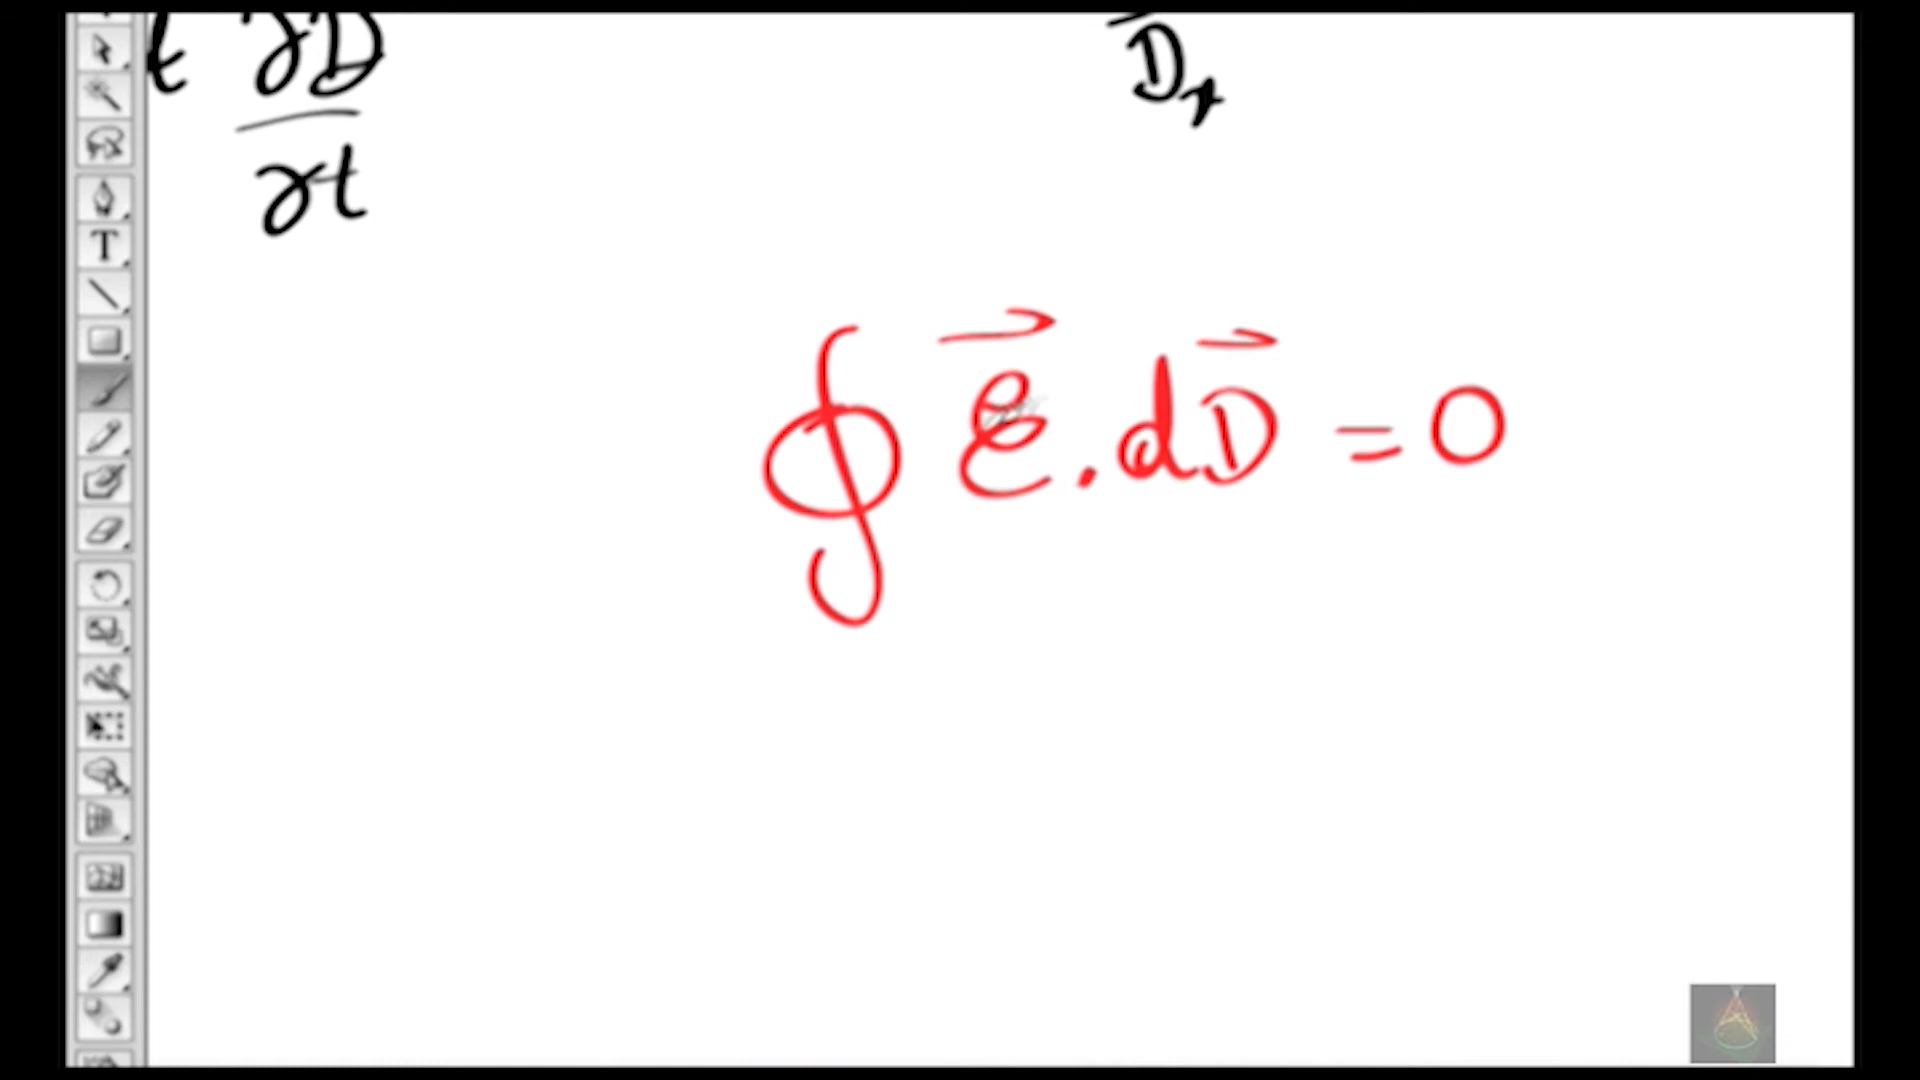 t ∂D̄
∂t
D̄ₓ
∮ E⃗ . dD⃗ = 0
T